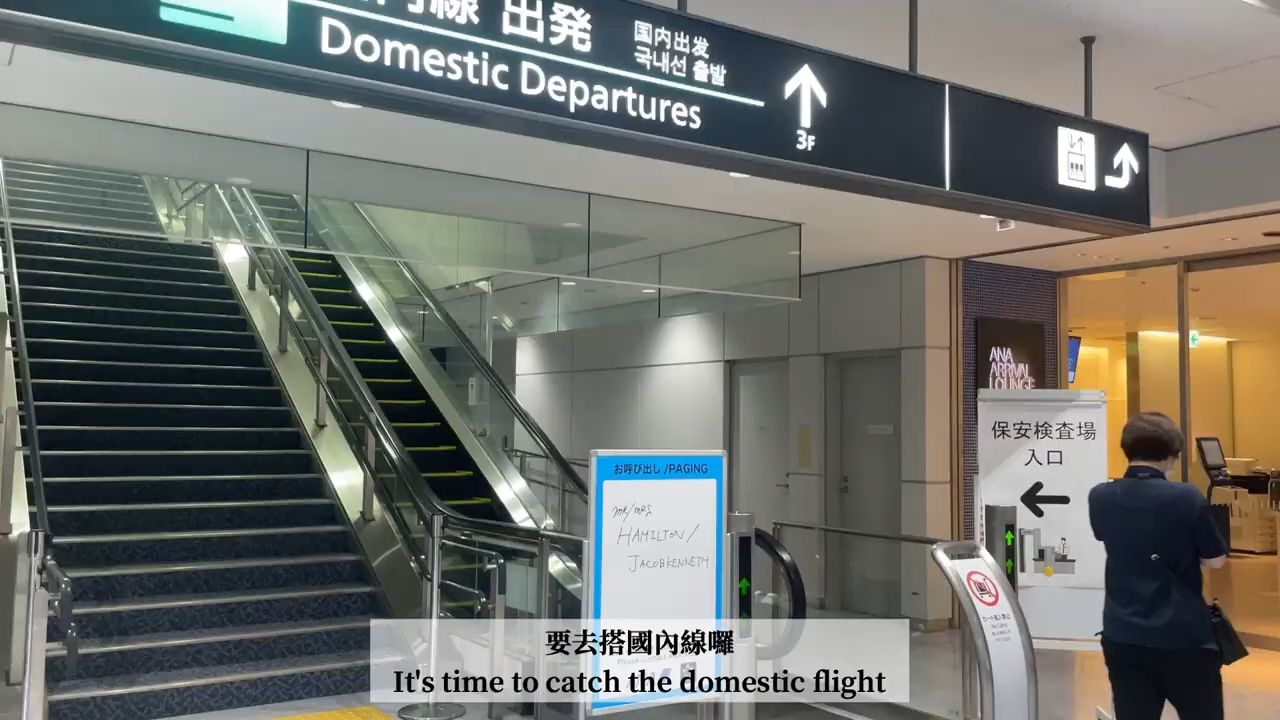 出発
国内出发
국내선 출발
Domestic Departures
3F
ANA
ARRIVAL
LOUNGE
保安検査場
入口
お呼び出し/PAGING
Mr/Mrs.
HAMILTON/
JACOBKENNETH
要去搭國內線囉
It's time to catch the domestic flight